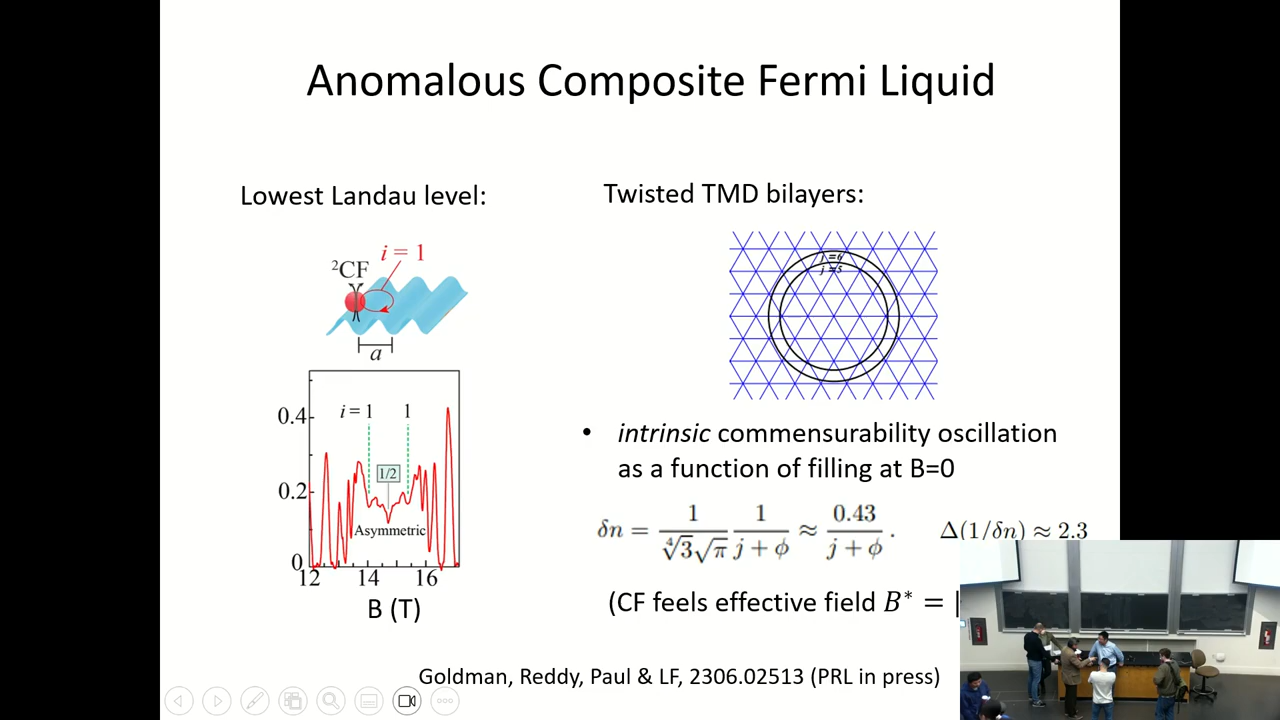 Anomalous Composite Fermi Liquid
Lowest Landau level:
i = 1
²CF
a
0.4
0.2
0
i = 1 1
1/2
Asymmetric
12 14 16
B (T)
Twisted TMD bilayers:
j = 6
j = 5
• intrinsic commensurability oscillation
as a function of filling at B=0
δn = 1/(∜3√π) 1/(j + ϕ) ≈ 0.43/(j + ϕ) . Δ(1/δn) ≈ 2.3
(CF feels effective field B* = |
Goldman, Reddy, Paul & LF, 2306.02513 (PRL in press)